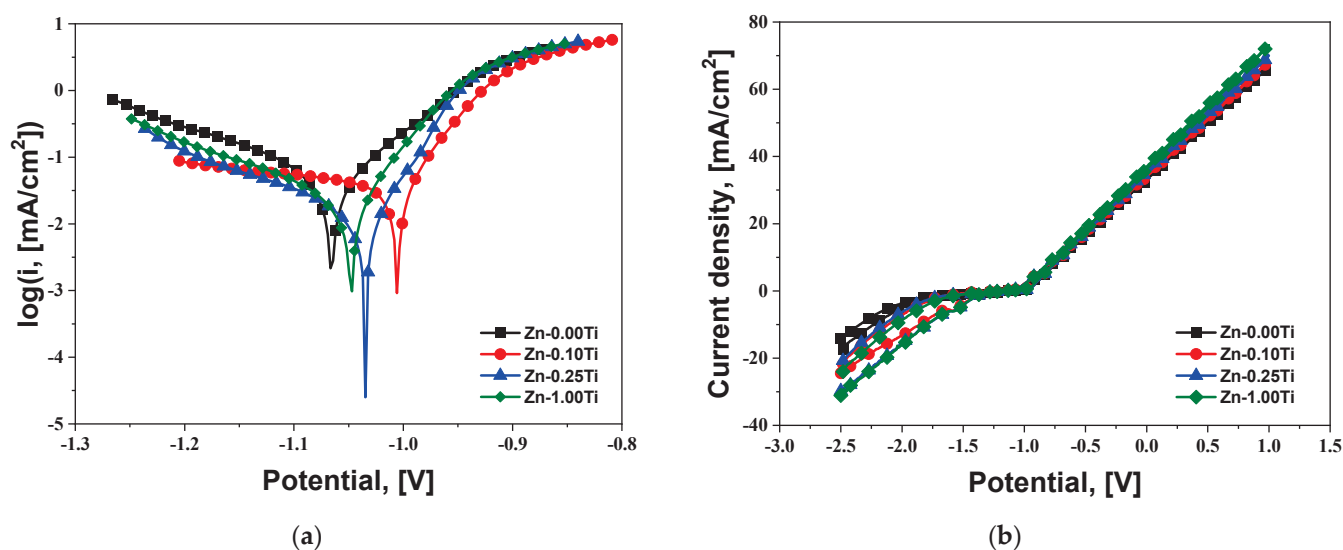 log(i, [mA/cm2])
1
0
-1
-2
-3
-4
-5
-1.3 -1.2 -1.1 -1.0 -0.9 -0.8
Potential, [V]
Zn-0.00Ti
Zn-0.10Ti
Zn-0.25Ti
Zn-1.00Ti
(a)
Current density, [mA/cm2]
80
60
40
20
0
-20
-40
-3.0 -2.5 -2.0 -1.5 -1.0 -0.5 0.0 0.5 1.0 1.5
Potential, [V]
Zn-0.00Ti
Zn-0.10Ti
Zn-0.25Ti
Zn-1.00Ti
(b)